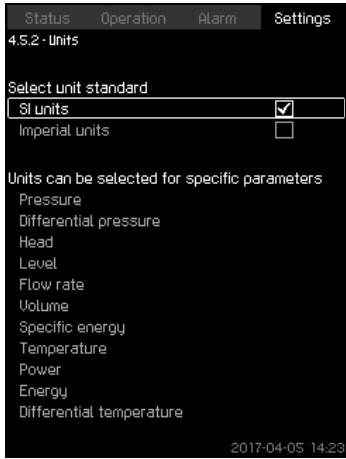 Status Operation Alarm Settings
4.5.2 - Units
Select unit standard
SI units
Imperial units
Units can be selected for specific parameters
Pressure
Differential pressure
Head
Level
Flow rate
Volume
Specific energy
Temperature
Power
Energy
Differential temperature
2017-04-05 14:23